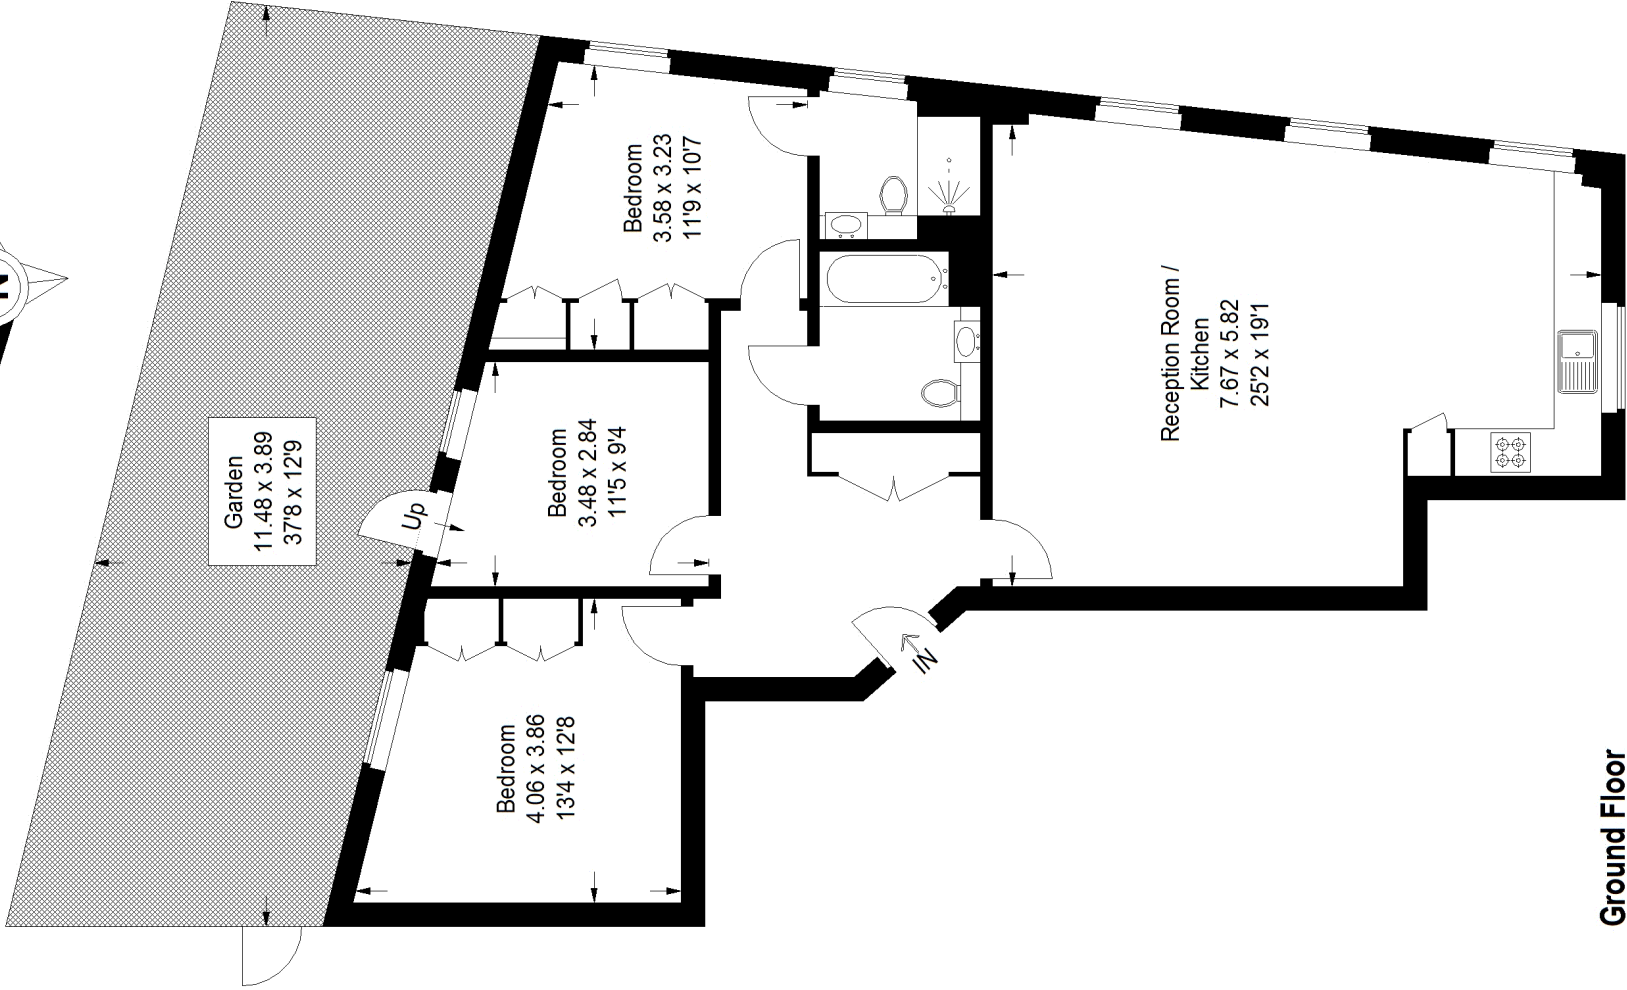 N
Garden
11.48 x 3.89
37'8 x 12'9
Up
Bedroom
3.58 x 3.23
11'9 x 10'7
Bedroom
3.48 x 2.84
11'5 x 9'4
Bedroom
4.06 x 3.86
13'4 x 12'8
IN
Reception Room /
Kitchen
7.67 x 5.82
25'2 x 19'1
Ground Floor